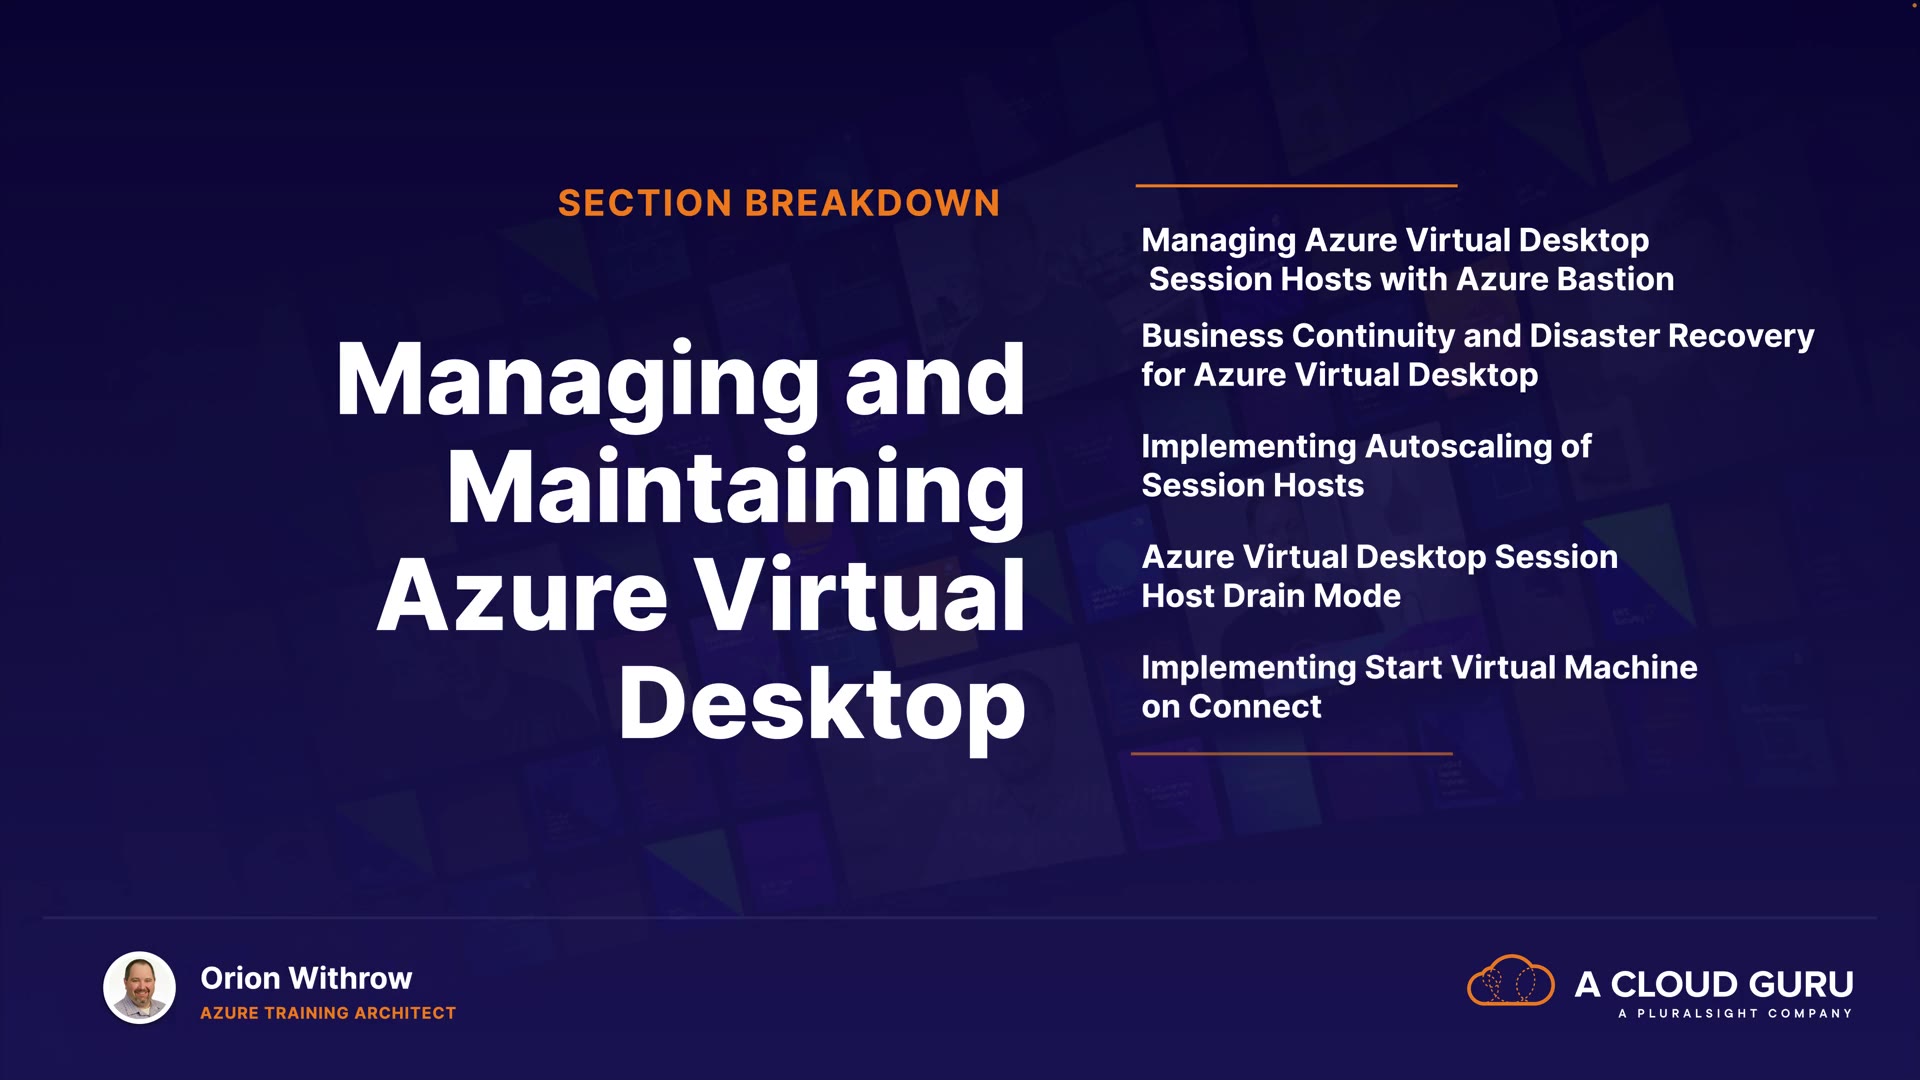 SECTION BREAKDOWN
Managing and
Maintaining
Azure Virtual
Desktop
Managing Azure Virtual Desktop
Session Hosts with Azure Bastion
Business Continuity and Disaster Recovery
for Azure Virtual Desktop
Implementing Autoscaling of
Session Hosts
Azure Virtual Desktop Session
Host Drain Mode
Implementing Start Virtual Machine
on Connect
Orion Withrow
AZURE TRAINING ARCHITECT
A CLOUD GURU
A PLURALSIGHT COMPANY